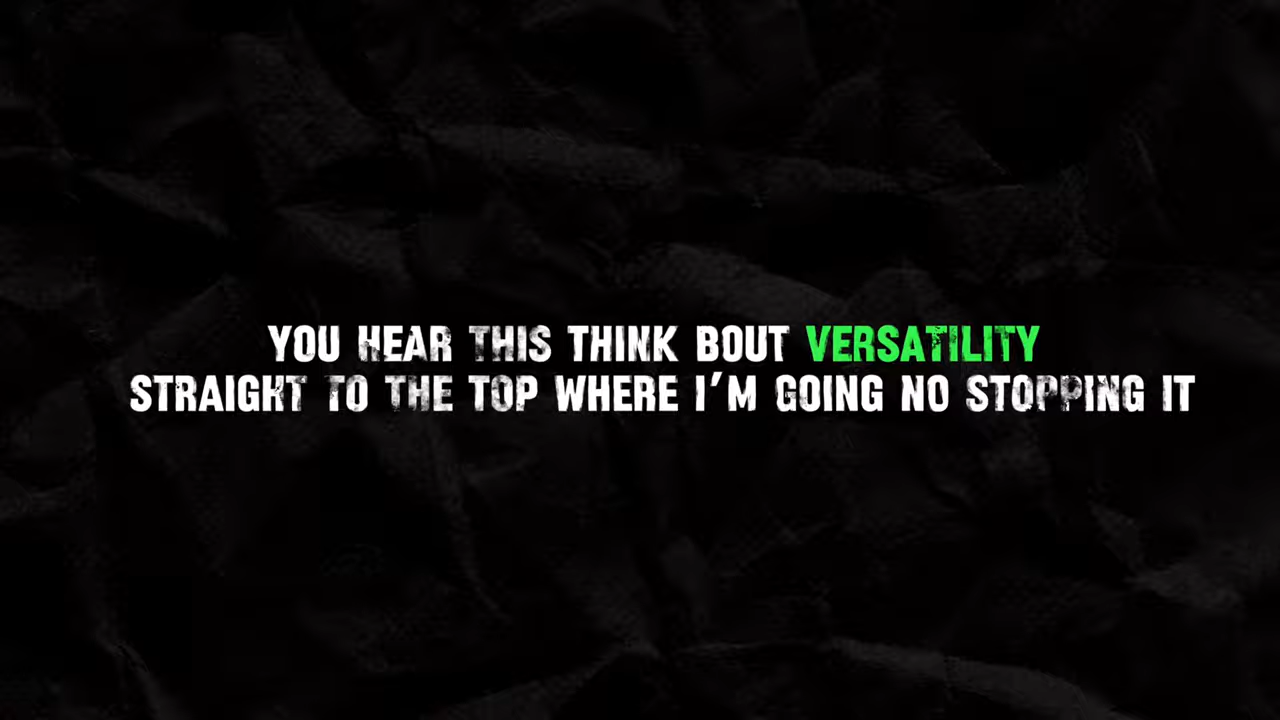 YOU HEAR THIS THINK BOUT VERSATILITY
STRAIGHT TO THE TOP WHERE I'M GOING NO STOPPING IT